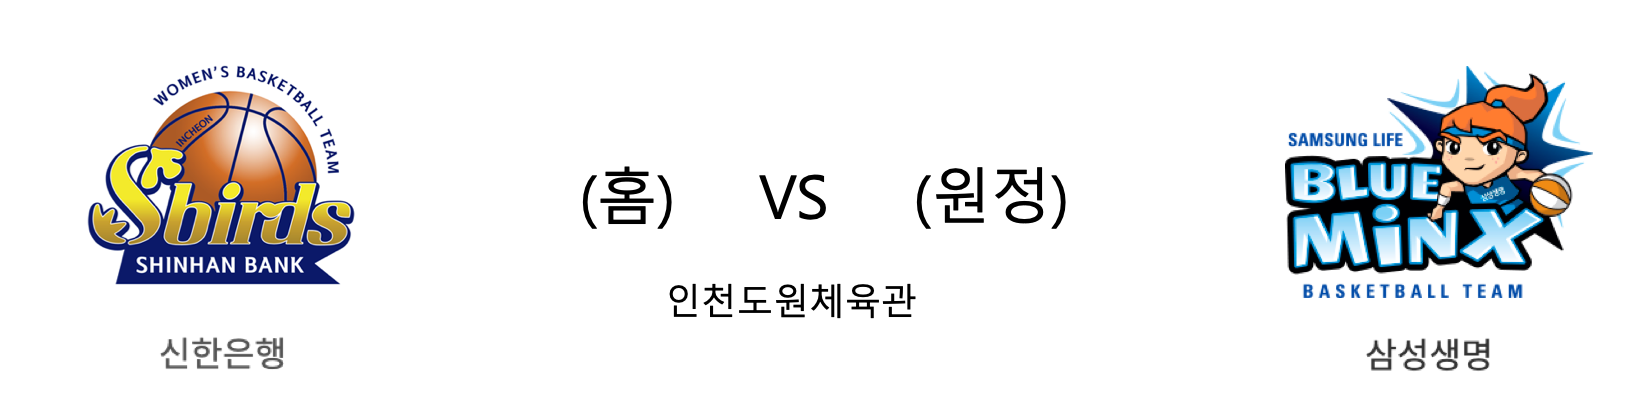 WOMEN'S BASKETBALL TEAM
INCHEON
Sbirds
SHINHAN BANK
신한은행
(홈) VS (원정)
인천도원체육관
SAMSUNG LIFE
BLUE
MiNX
삼성생명
BASKETBALL TEAM
삼성생명